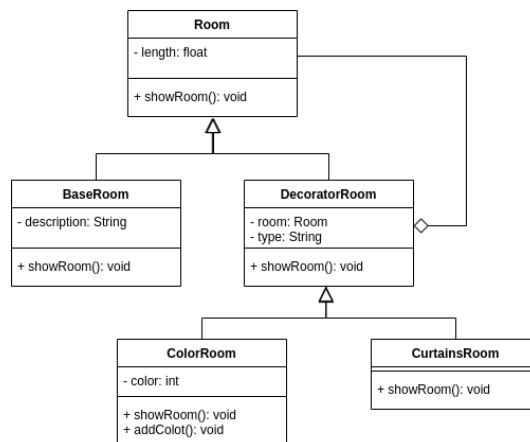 Room
- length: float
+ showRoom(): void
BaseRoom
- description: String
+ showRoom(): void
DecoratorRoom
- room: Room
- type: String
+ showRoom(): void
ColorRoom
- color: int
+ showRoom(): void
+ addColot(): void
CurtainsRoom
+ showRoom(): void